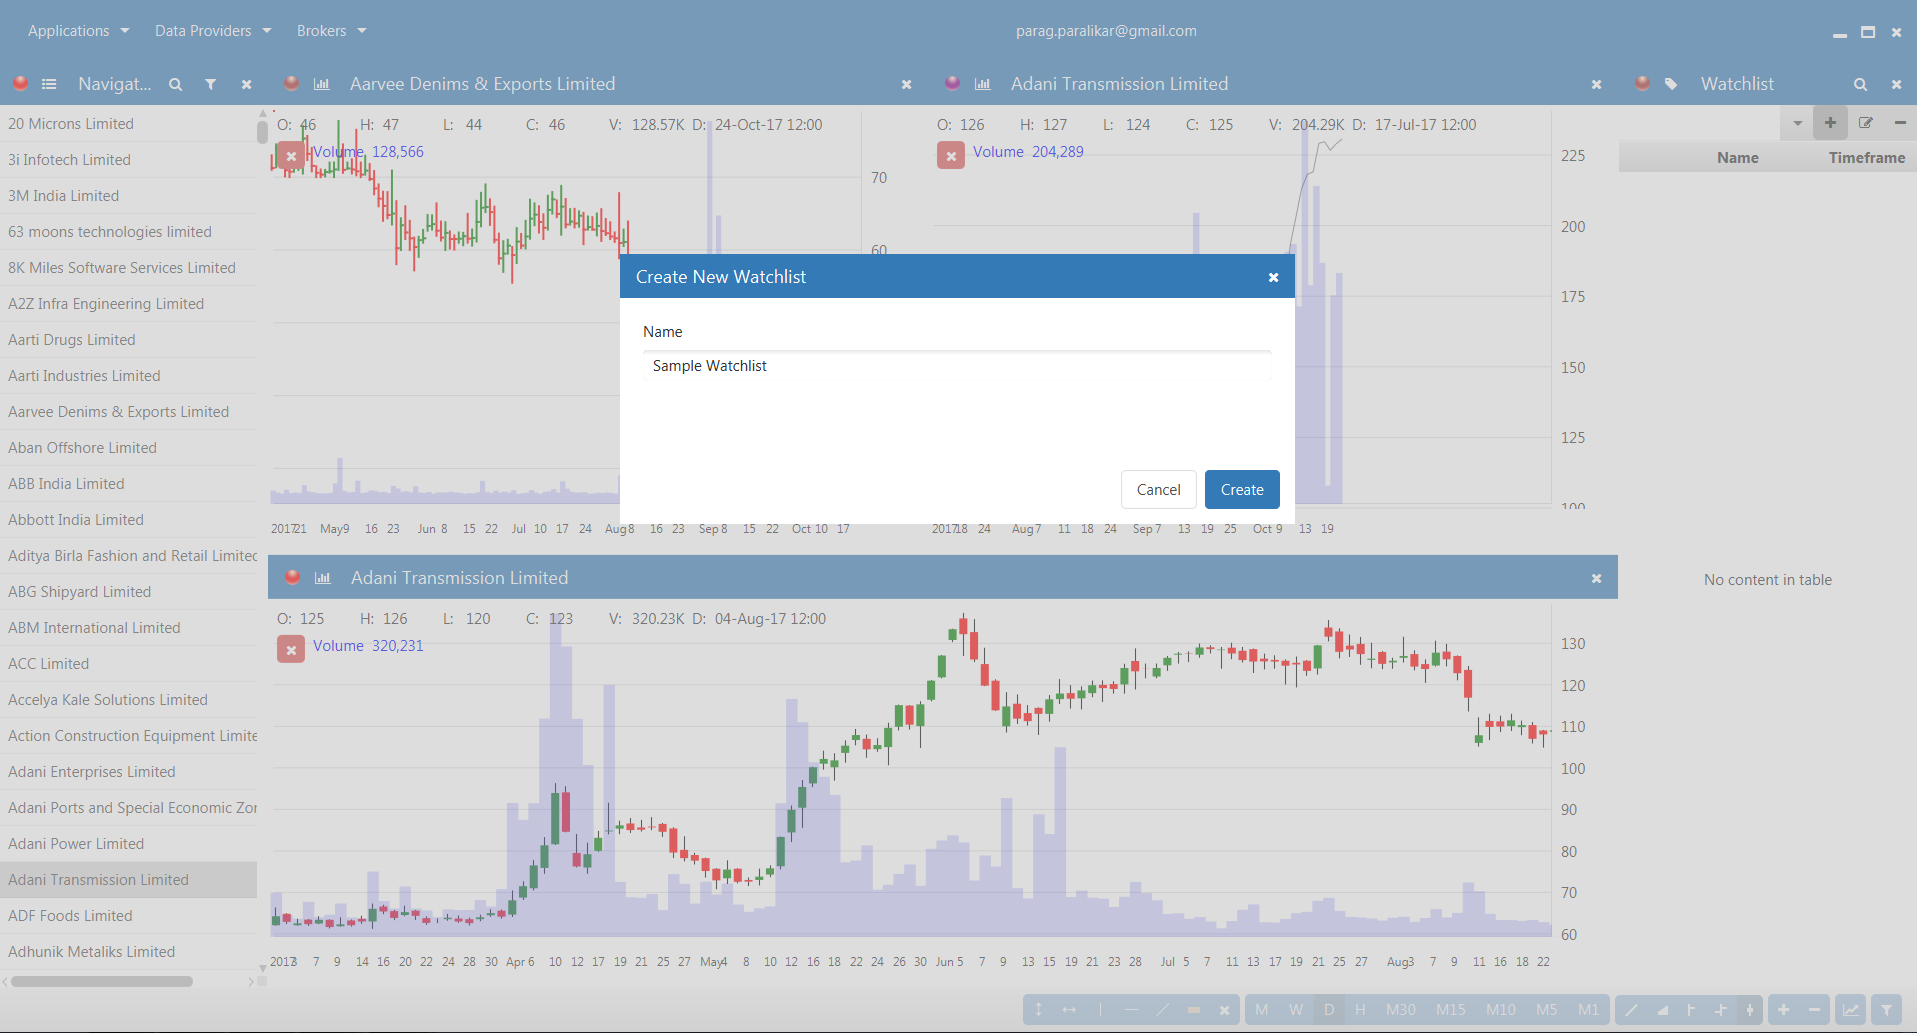 Applications Data Providers Brokers parag.paralikar@gmail.com
Navigat...
20 Microns Limited
3i Infotech Limited
3M India Limited
63 moons technologies limited
8K Miles Software Services Limited
A2Z Infra Engineering Limited
Aarti Drugs Limited
Aarti Industries Limited
Aarvee Denims & Exports Limited
Aban Offshore Limited
ABB India Limited
Abbott India Limited
Aditya Birla Fashion and Retail Limited
ABG Shipyard Limited
ABM International Limited
ACC Limited
Accelya Kale Solutions Limited
Action Construction Equipment Limite
Adani Enterprises Limited
Adani Ports and Special Economic Zor
Adani Power Limited
Adani Transmission Limited
ADF Foods Limited
Adhunik Metaliks Limited
Aarvee Denims & Exports Limited
O: 46 H: 47 L: 44 C: 46 V: 128.57K D: 24-Oct-17 12:00
Volume 128,566
70
60
2017 21 May 9 16 23 Jun 8 15 22 Jul 10 17 24 Aug 8 16 23 Sep 8 15 22 Oct 10 17
Adani Transmission Limited
O: 126 H: 127 L: 124 C: 125 V: 204.29K D: 17-Jul-17 12:00
Volume 204,289
225
200
175
150
125
100
2017 18 24 Aug 7 11 18 24 Sep 7 13 19 25 Oct 9 13 19
Create New Watchlist
Name
Sample Watchlist
Cancel Create
Watchlist
Name Timeframe
No content in table
Adani Transmission Limited
O: 125 H: 126 L: 120 C: 123 V: 320.23K D: 04-Aug-17 12:00
Volume 320,231
130
120
110
100
90
80
70
60
2017 3 7 9 14 16 20 22 24 28 30 Apr 6 10 12 17 19 21 25 27 May 4 8 10 12 16 18 22 24 26 30 Jun 5 7 9 13 15 19 21 23 28 Jul 5 7 11 13 17 19 21 25 27 Aug 3 7 9 11 16 18 22
M W D H M30 M15 M10 M5 M1